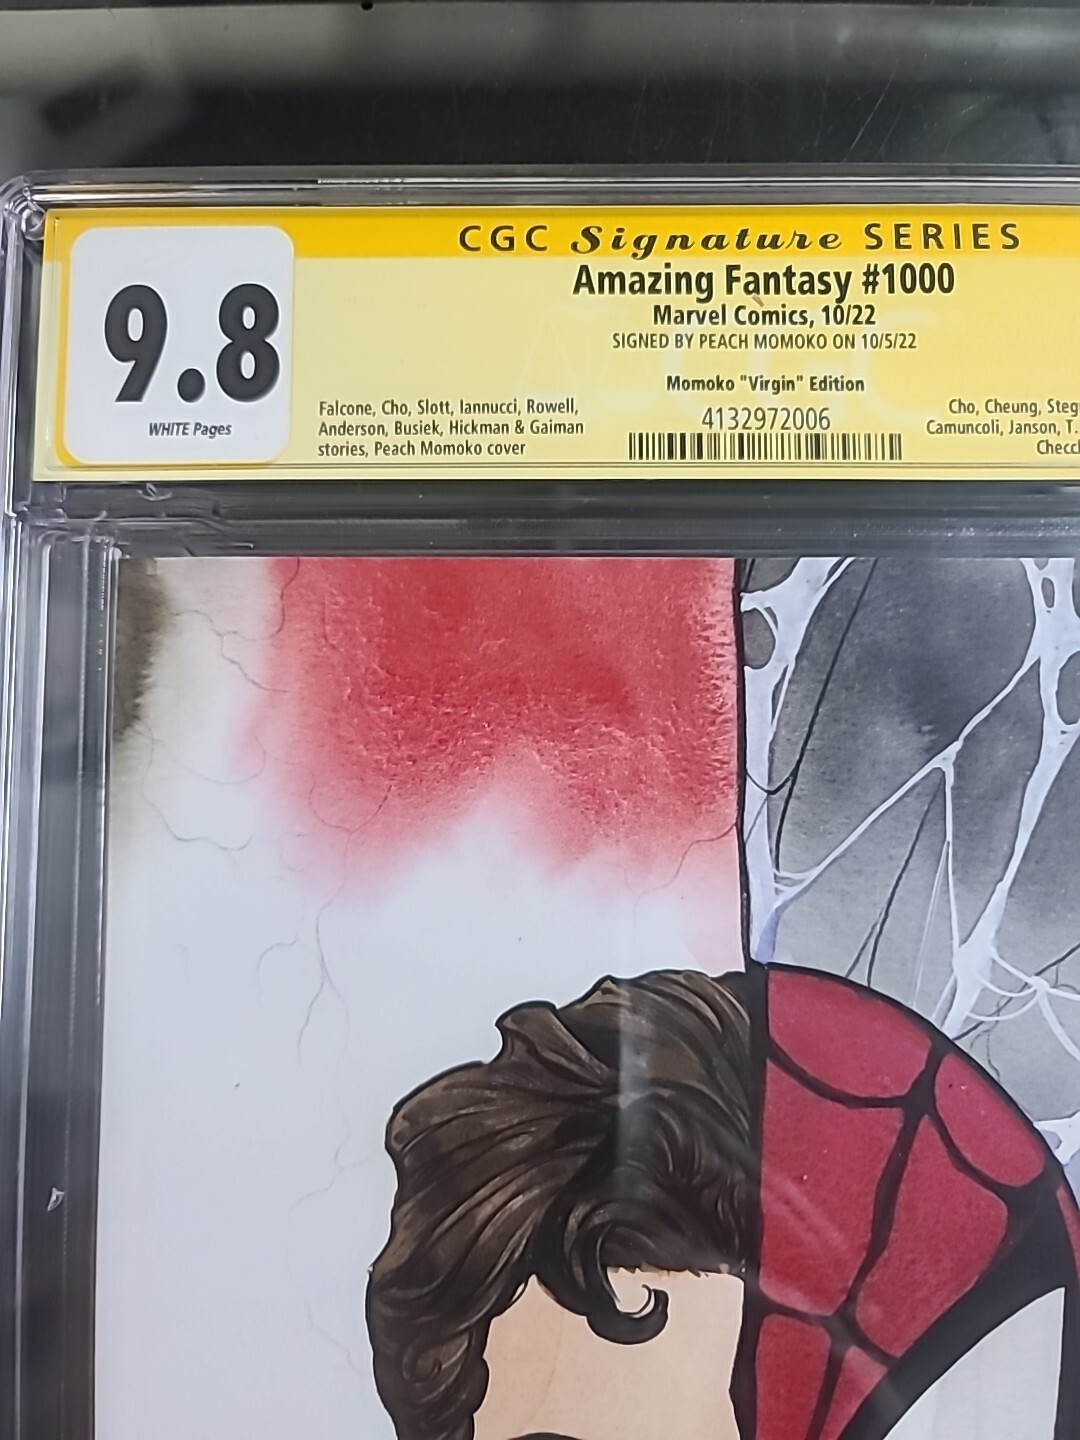 CGC Signature SERIES
Amazing Fantasy #1000
Marvel Comics, 10/22
SIGNED BY PEACH MOMOKO ON 10/5/22
Momoko "Virgin" Edition
4132972006
9.8
WHITE Pages
Falcone, Cho, Slott, Iannucci, Rowell,
Anderson, Busiek, Hickman & Gaiman
stories, Peach Momoko cover
Cho, Cheung,
Camuncoli, Janson, T.